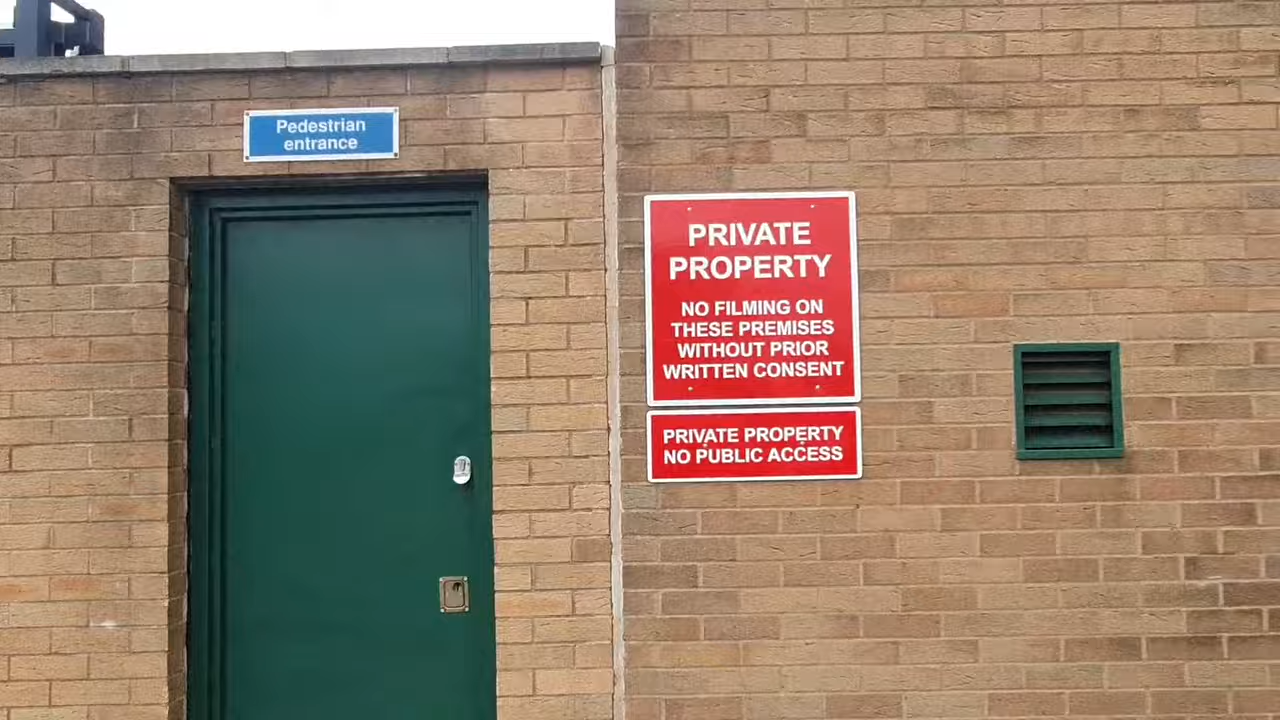 Pedestrian
entrance
PRIVATE
PROPERTY
NO FILMING ON
THESE PREMISES
WITHOUT PRIOR
WRITTEN CONSENT
PRIVATE PROPERTY
NO PUBLIC ACCESS